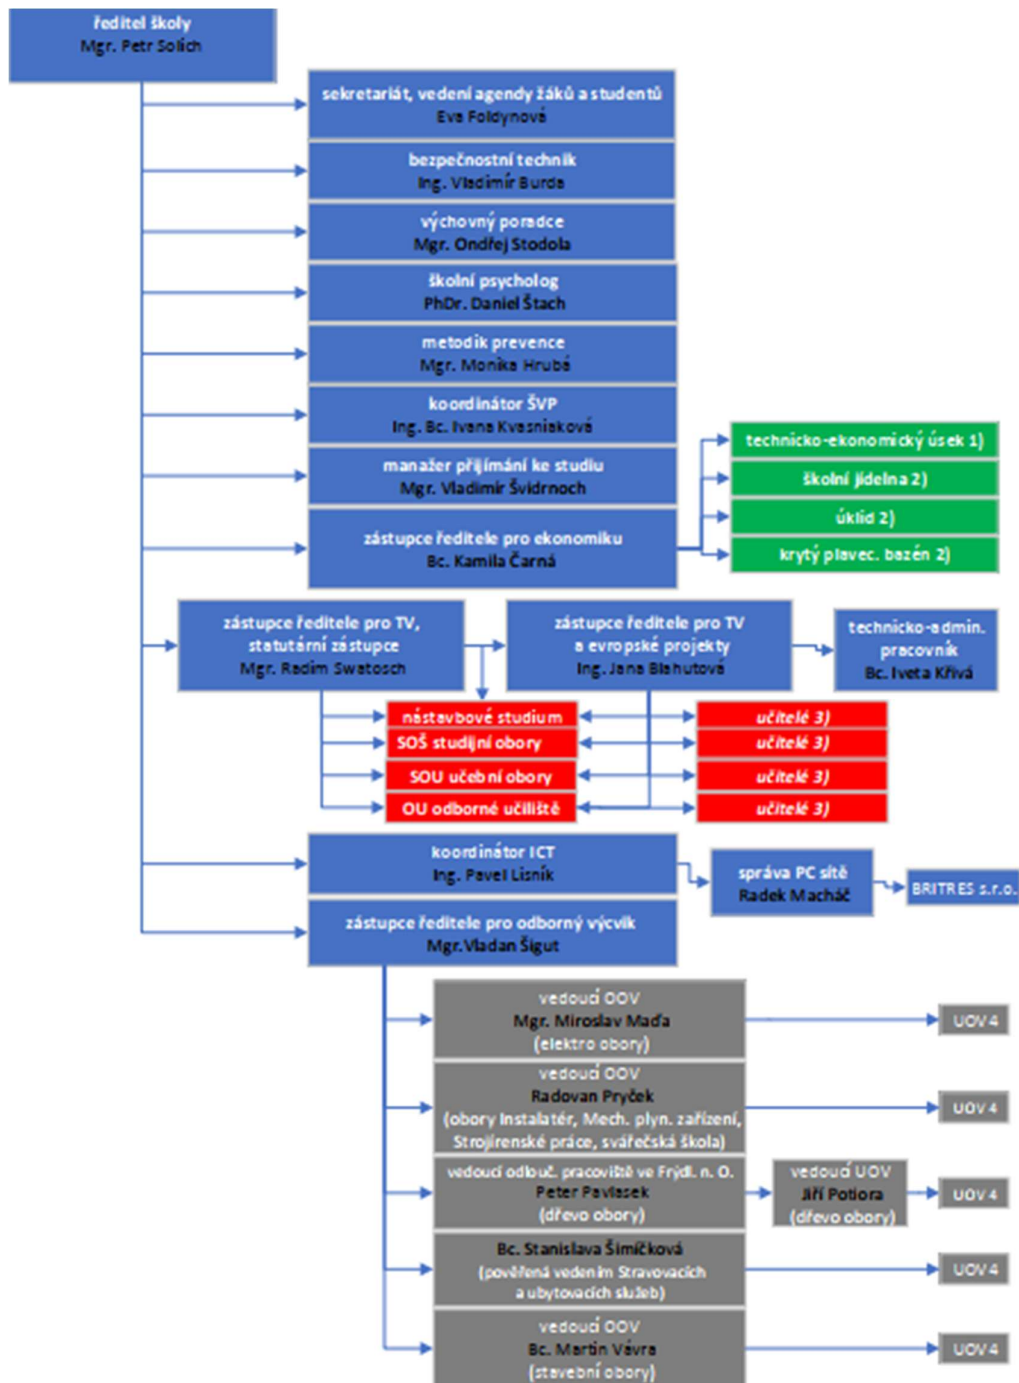 ředitel školy
Mgr. Petr Solich
sekretariát, vedení agendy žáků a studentů
Eva Foldynová
bezpečnostní technik
Ing. Vladimír Burda
výchovný poradce
Mgr. Ondřej Stodola
školní psycholog
PhDr. Daniel Štach
metodik prevence
Mgr. Monika Hrubá
koordinátor ŠVP
Ing. Bc. Ivana Kvasniaková
manažer přijímání ke studiu
Mgr. Vladimír Švidrnoch
zástupce ředitele pro ekonomiku
Bc. Kamila Čarná
technicko-ekonomický úsek 1)
školní jídelna 2)
úklid 2)
krytý plavec. bazén 2)
zástupce ředitele pro TV,
statutární zástupce
Mgr. Radim Swatosch
zástupce ředitele pro TV
a evropské projekty
Ing. Jana Blahutová
technicko-admin.
pracovník
Bc. Iveta Křivá
nástavbové studium
učitelé 3)
SOŠ studijní obory
učitelé 3)
SOU učební obory
učitelé 3)
OU odborné učiliště
učitelé 3)
koordinátor ICT
Ing. Pavel Lisník
správa PC sítě
Radek Macháč
BRITRES s.r.o.
zástupce ředitele pro odborný výcvik
Mgr.Vladan Šigut
vedoucí OOV
Mgr. Miroslav Maďa
(elektro obory)
UOV 4
vedoucí OOV
Radovan Pryček
(obory Instalatér, Mech. plyn. zařízení,
Strojírenské práce, svářečská škola)
UOV 4
vedoucí odlouč. pracoviště ve Frýdl. n. O.
Peter Pavlasek
(dřevo obory)
vedoucí UOV
Jiří Potiora
(dřevo obory)
UOV 4
Bc. Stanislava Šimíčková
(pověřená vedením Stravovacích
a ubytovacích služeb)
UOV 4
vedoucí OOV
Bc. Martin Vávra
(stavební obory)
UOV 4